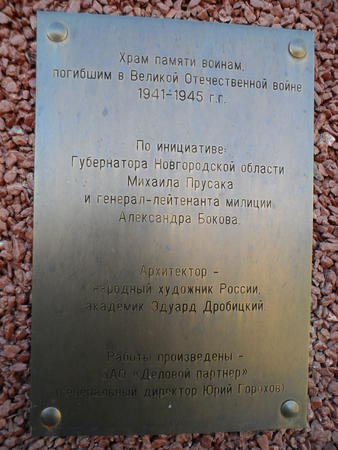 Храм памяти воинам,
погибшим в Великой Отечественной войне
1941-1945 г.г.
По инициативе:
Губернатора Новгородской области
Михаила Прусака
и генерал-лейтенанта милиции
Александра Бокова.
Архитектор -
народный художник России,
академик Эдуард Дробицкий.
Работы произведены -
ЗАО «Деловой партнер»
(генеральный директор Юрий Горохов).